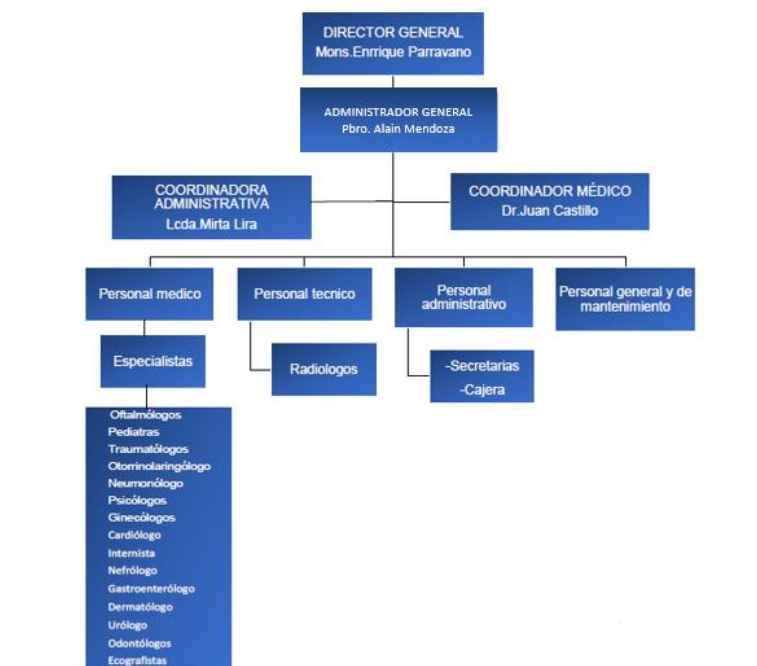 DIRECTOR GENERAL
Mons.Enrrique Parravano
ADMINISTRADOR GENERAL
Pbro. Alain Mendoza
COORDINADORA
ADMINISTRATIVA
Lcda.Mirta Lira
COORDINADOR MÉDICO
Dr.Juan Castillo
Personal medico
Personal tecnico
Personal
administrativo
Personal general y de
mantenimiento
Especialistas
Radiologos
-Secretarias
-Cajera
Oftalmólogos
Pediatras
Traumatólogos
Otorrinolaringólogo
Neumonólogo
Psicólogos
Ginecólogos
Cardiólogo
Internista
Nefrólogo
Gastroenterólogo
Dermatólogo
Urólogo
Odontólogos
Ecografistas